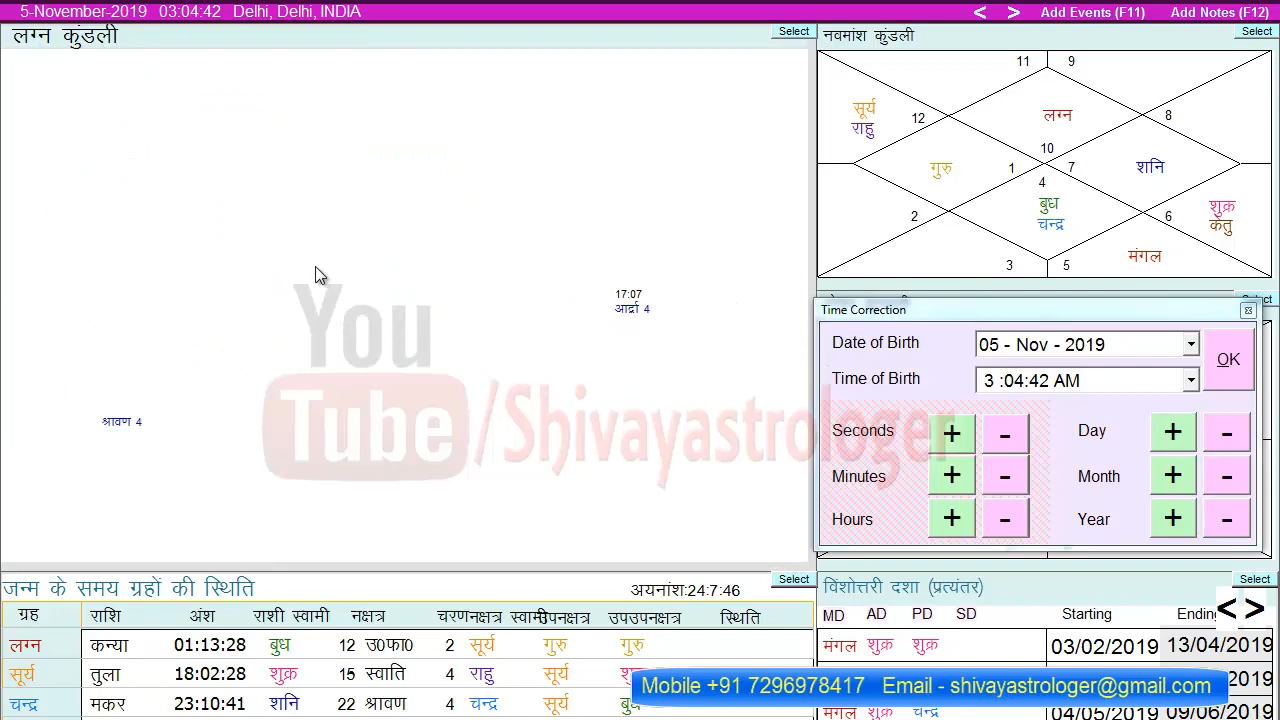 5-November-2019 03:04:42 Delhi, Delhi, INDIA
< > Add Events (F11) Add Notes (F12)
लग्न कुंडली
Select
नवमांश कुंडली
Select
11 9
सूर्य
राहु
12
लग्न
8
10
गुरु
1 7
शनि
4
बुध
चन्द्र
2
6
शुक्र
केतु
मंगल
3 5
17:07
आर्द्रा 4
श्रावण 4
You
Tube/Shivayastrologer
Time Correction
Date of Birth
05 - Nov - 2019
OK
Time of Birth
3 :04:42 AM
Seconds + -
Day + -
Minutes + -
Month + -
Hours + -
Year + -
जन्म के समय ग्रहों की स्थिति
अयनांश:24:7:46
Select
ग्रह राशि अंश राशी स्वामी नक्षत्र चरण नक्षत्र स्वामी उपनक्षत्र उपउपनक्षत्र स्थिति
लग्न कन्या 01:13:28 बुध 12 उ0फा0 2 सूर्य गुरु गुरु
सूर्य तुला 18:02:28 शुक्र 15 स्वाति 4 राहु सूर्य
चन्द्र मकर 23:10:41 शनि 22 श्रावण 4 चन्द्र सूर्य
विंशोत्तरी दशा (प्रत्यंतर)
Select
< >
MD AD PD SD Starting Ending
मंगल शुक्र शुक्र 03/02/2019 13/04/2019
2019
मंगल शुक्र चन्द्र 04/05/2019 09/06/2019
Mobile +91 7296978417 Email - shivayastrologer@gmail.com